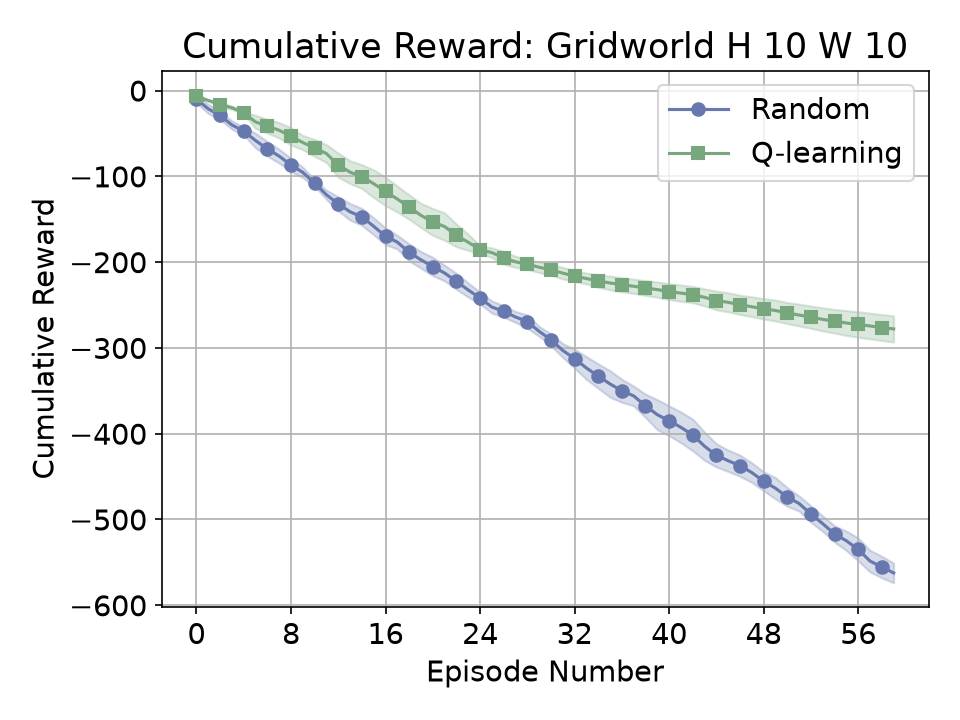 Cumulative Reward: Gridworld H 10 W 10
Random
Q-learning
Cumulative Reward
0
−100
−200
−300
−400
−500
−600
0 8 16 24 32 40 48 56
Episode Number